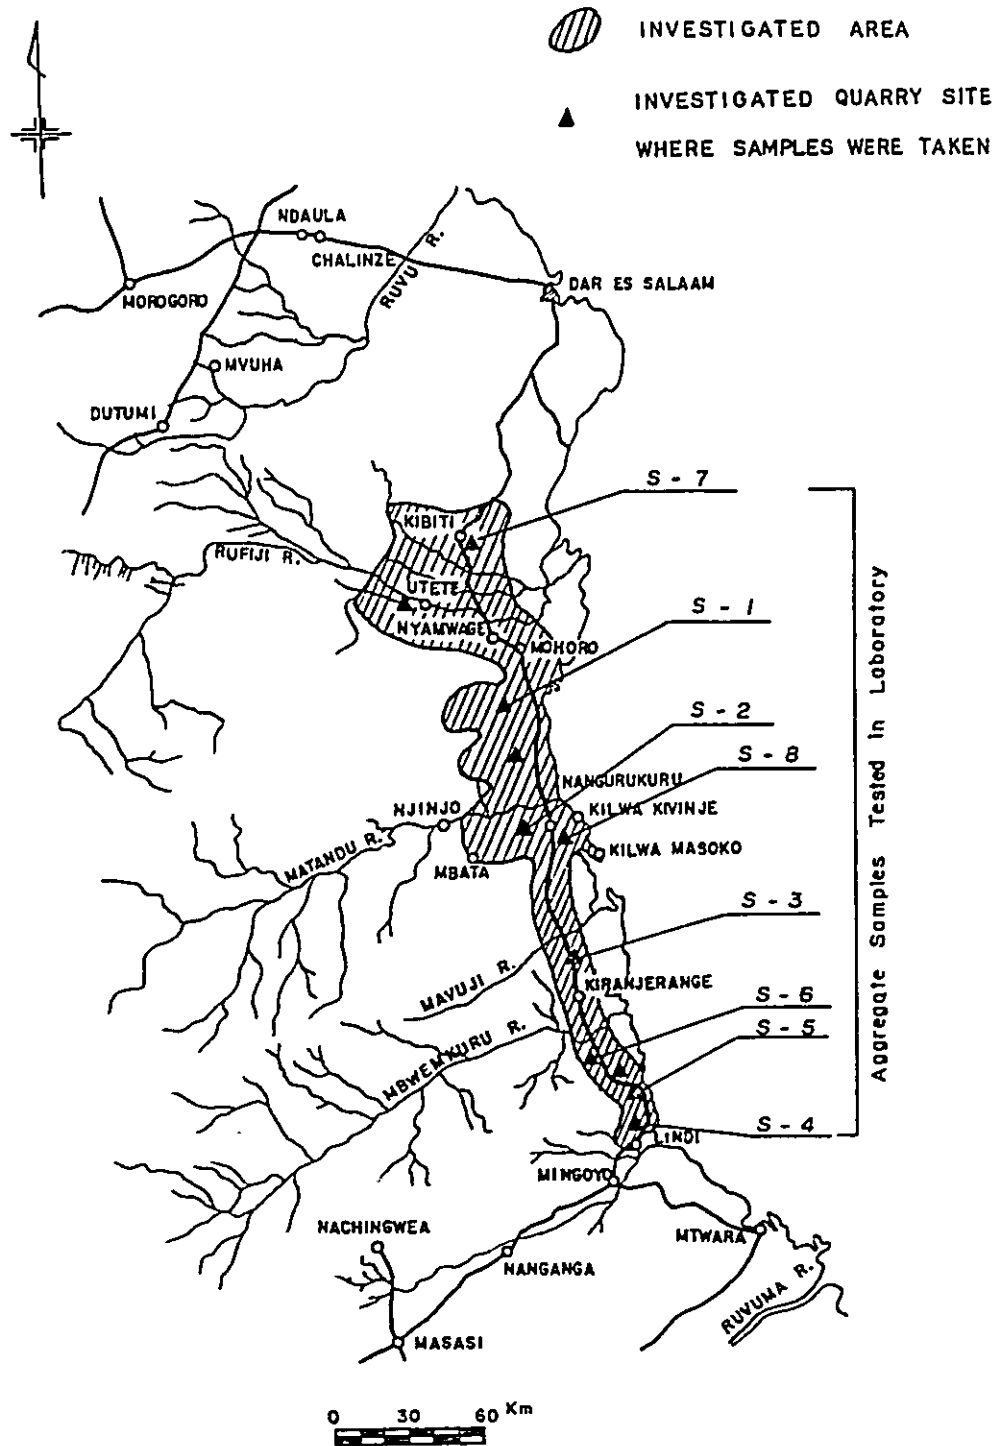 INVESTIGATED AREA
INVESTIGATED QUARRY SITE
WHERE SAMPLES WERE TAKEN
NDAULA
CHALINZE
RUVU R.
DAR ES SALAAM
MOROGORO
MVUHA
DUTUMI
S - 7
KIBITI
RUFIJI R.
UTETE
S - 1
NYAMWAGE
MOHORO
S - 2
S - 8
NANGURUKURU
NJINJO
KILWA KIVINJE
MATANDU R.
KILWA MASOKO
MBATA
S - 3
MAVUJI R.
KIRANJERANGE
S - 6
MBWEMKURU R.
S - 5
S - 4
LINDI
MINGOYO
NACHINGWEA
MTWARA
NANGANGA
RUVUMA R.
MASASI
Aggregate Samples Tested In Laboratory
0 30 60 Km